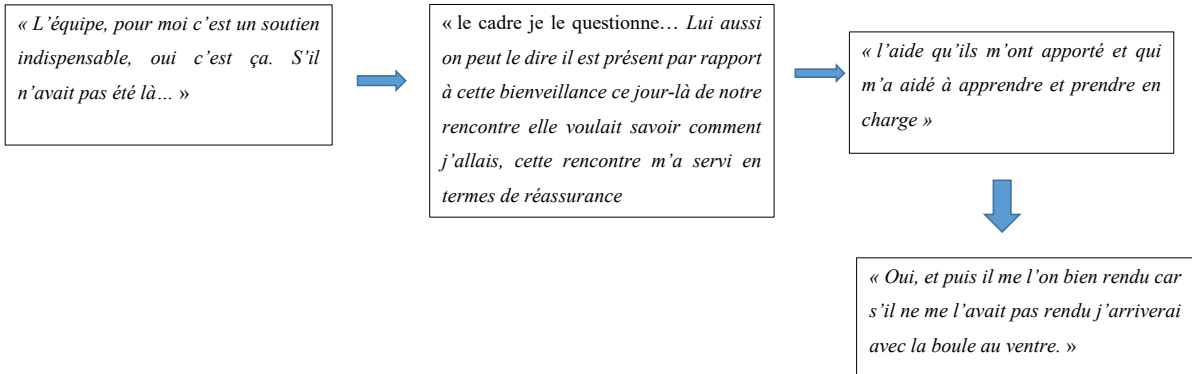 « L'équipe, pour moi c'est un soutien
indispensable, oui c'est ça. S'il
n'avait pas été là… »
« le cadre je le questionne… Lui aussi
on peut le dire il est présent par rapport
à cette bienveillance ce jour-là de notre
rencontre elle voulait savoir comment
j'allais, cette rencontre m'a servi en
termes de réassurance
« l'aide qu'ils m'ont apporté et qui
m'a aidé à apprendre et prendre en
charge »
« Oui, et puis il me l'on bien rendu car
s'il ne me l'avait pas rendu j'arriverai
avec la boule au ventre. »